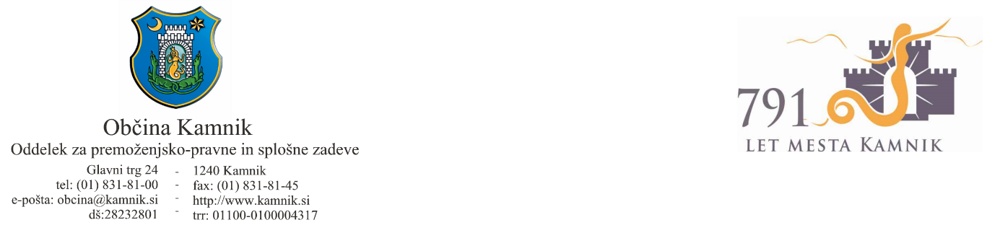 Občina Kamnik
Oddelek za premoženjsko-pravne in splošne zadeve
Glavni trg 24 - 1240 Kamnik
tel: (01) 831-81-00 - fax: (01) 831-81-45
e-pošta: obcina@kamnik.si - http://www.kamnik.si
dš:28232801 - trr: 01100-0100004317
791
LET MESTA KAMNIK